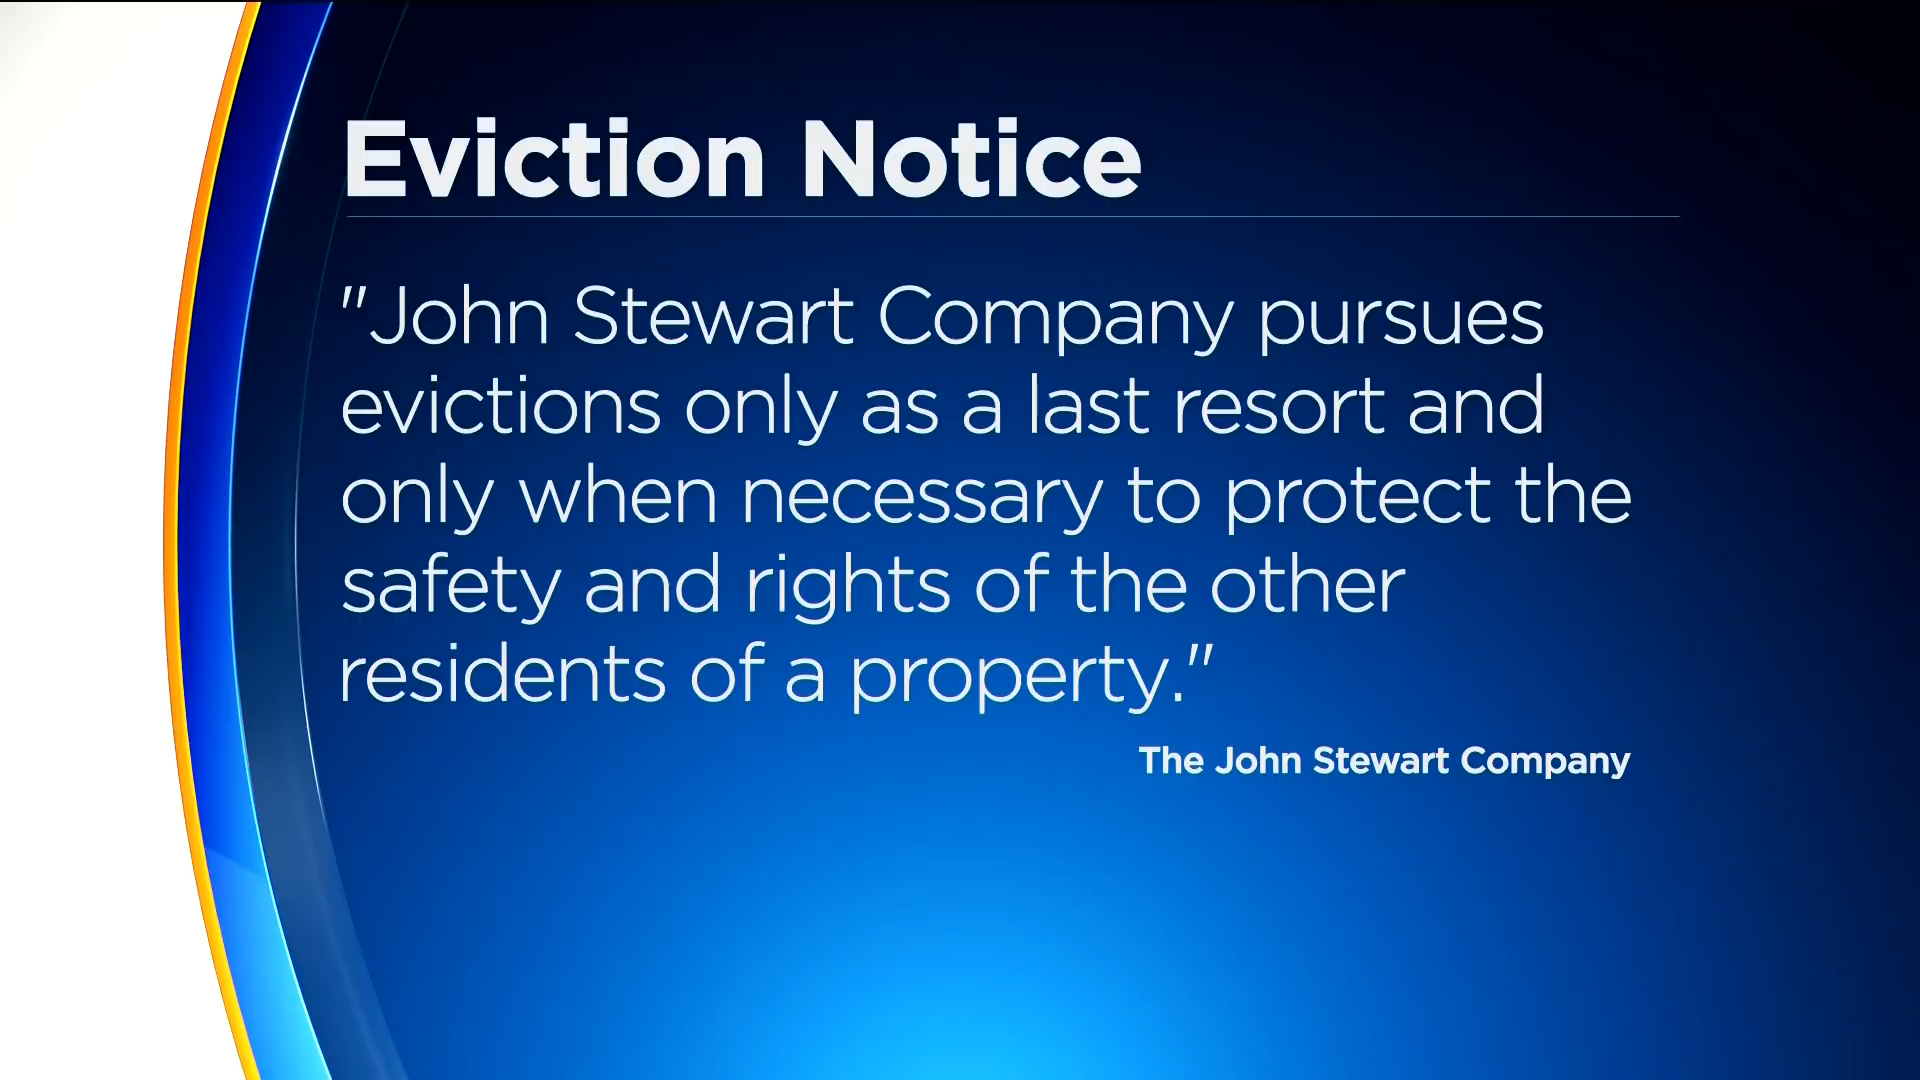 Eviction Notice
"John Stewart Company pursues
evictions only as a last resort and
only when necessary to protect the
safety and rights of the other
residents of a property."
The John Stewart Company